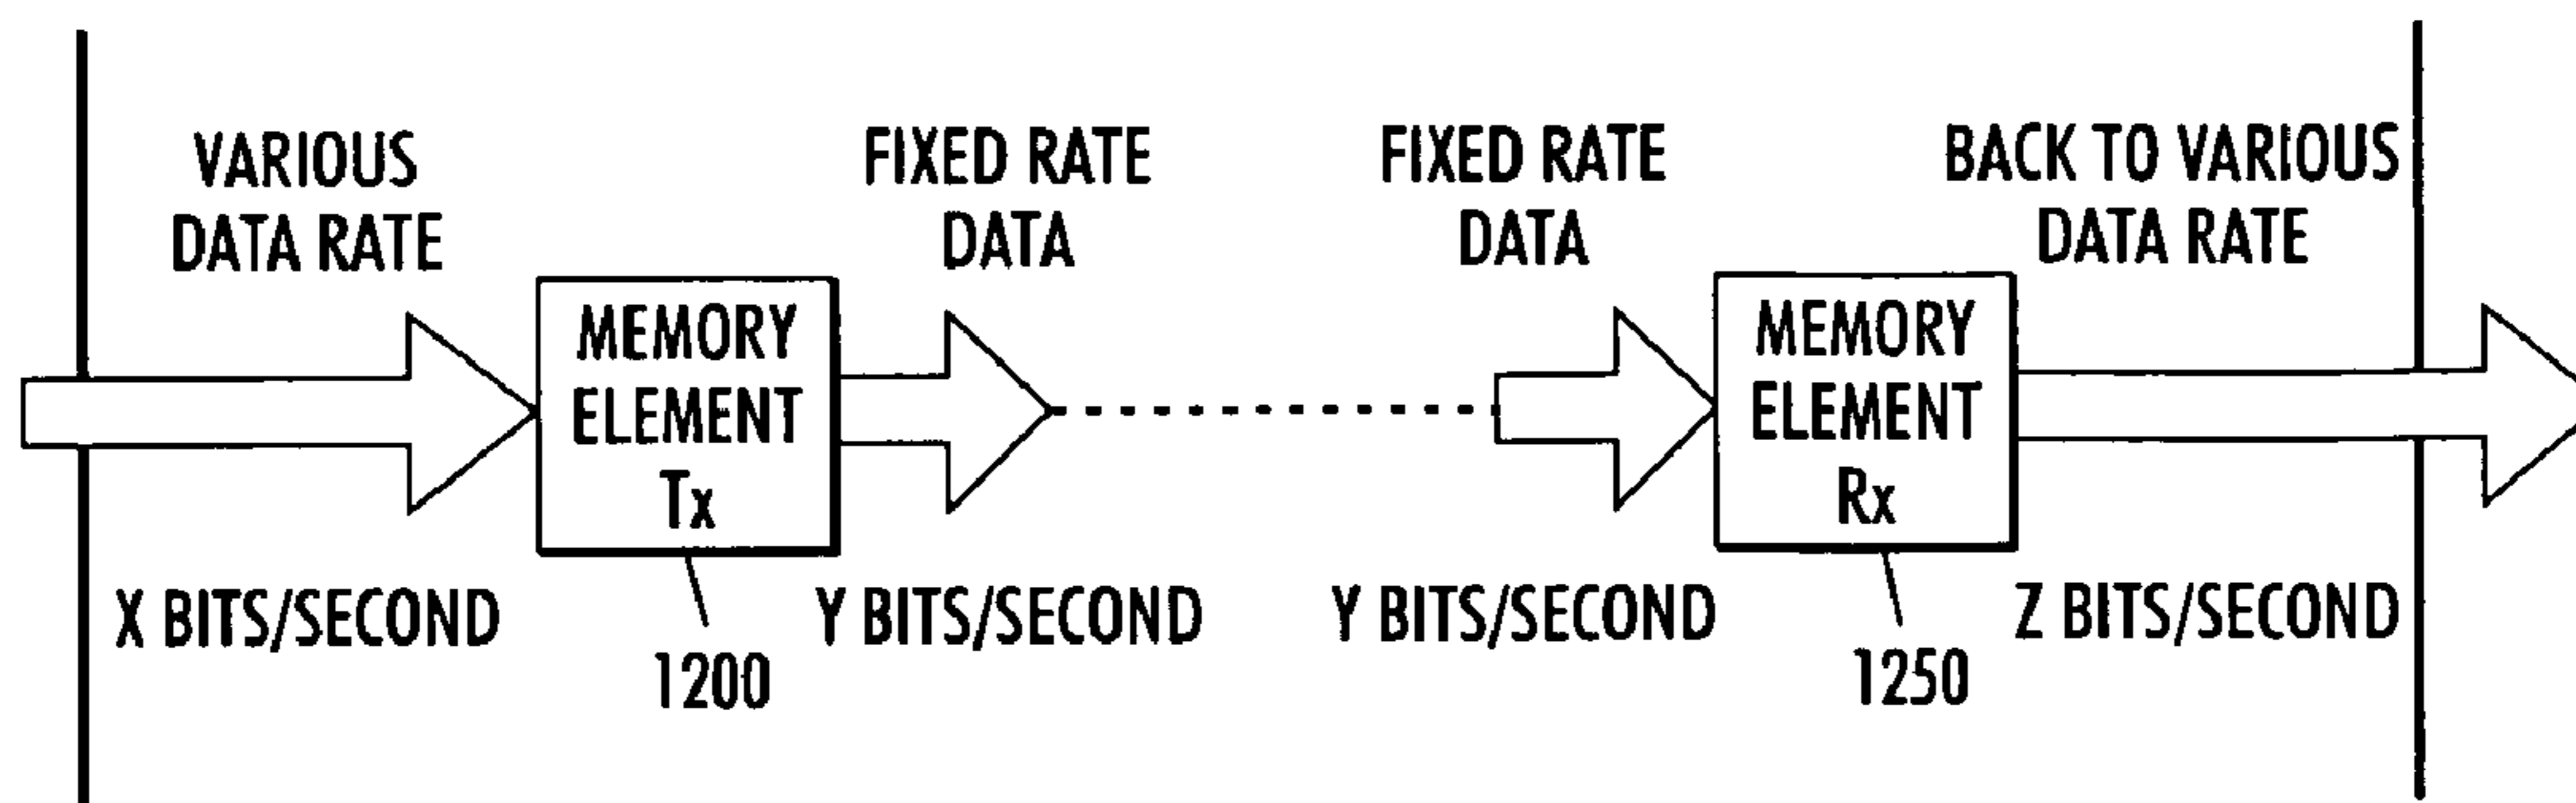 VARIOUS
DATA RATE
FIXED RATE
DATA
FIXED RATE
DATA
BACK TO VARIOUS
DATA RATE
MEMORY
ELEMENT
Tx
MEMORY
ELEMENT
Rx
X BITS/SECOND
Y BITS/SECOND
Y BITS/SECOND
Z BITS/SECOND
1200
1250